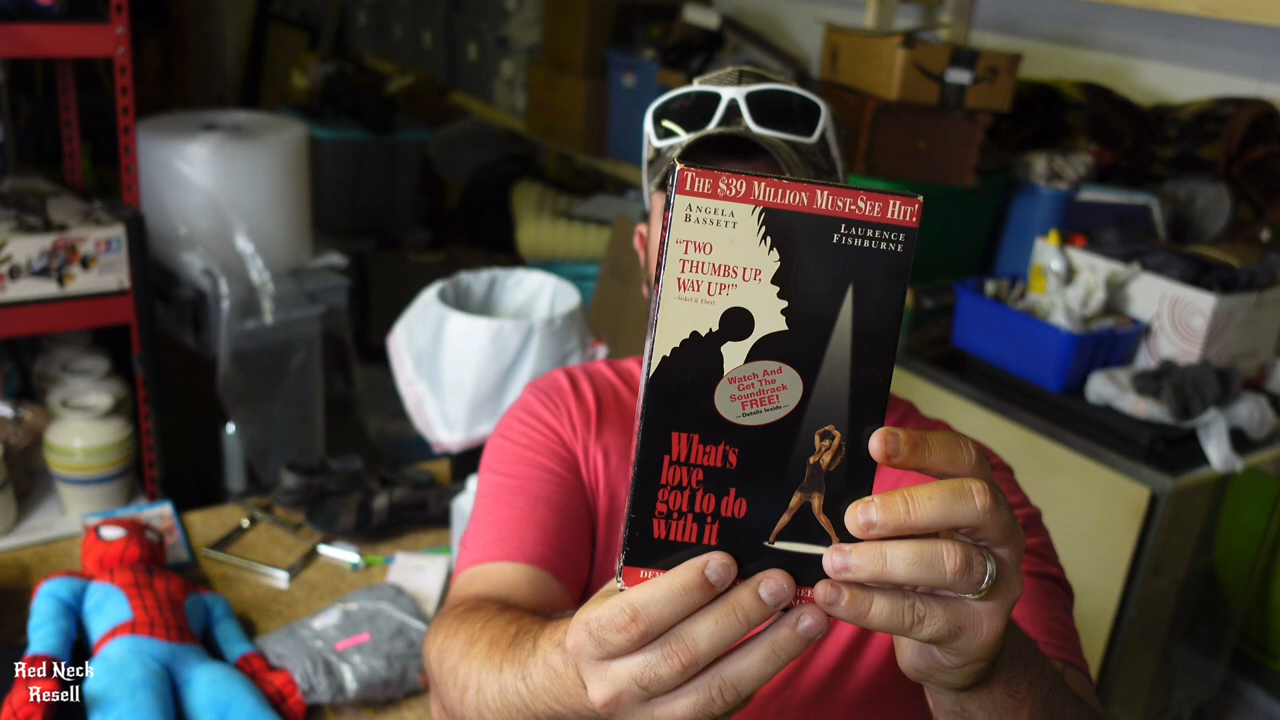 THE $39 MILLION MUST-SEE HIT!
ANGELA
BASSETT
LAURENCE
FISHBURNE
"TWO
THUMBS UP,
WAY UP!"
-Siskel & Ebert
Watch And
Get The
Soundtrack
FREE!
—Details Inside—
What's
love
got to do
with it
Red Neck
Resell